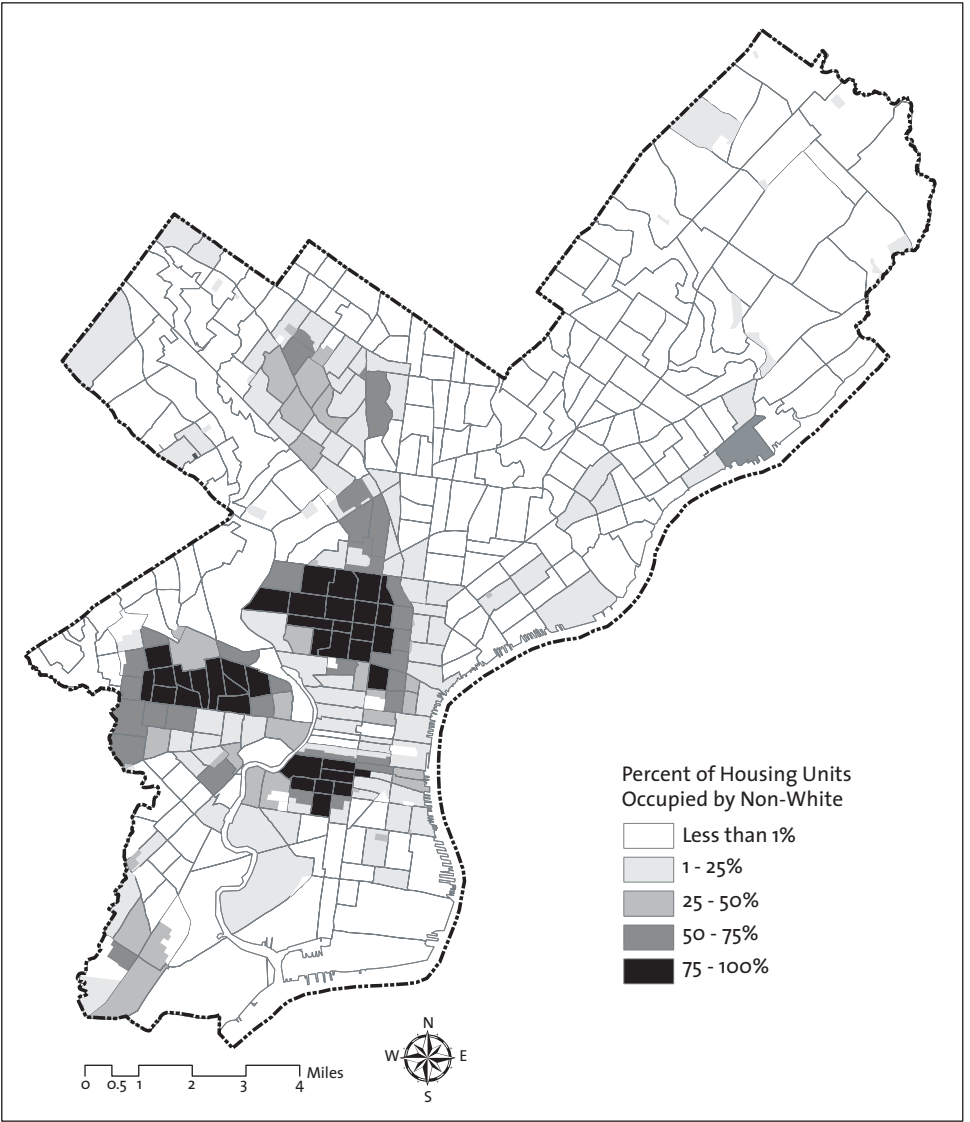 Percent of Housing Units
Occupied by Non-White
Less than 1%
1 - 25%
25 - 50%
50 - 75%
75 - 100%
N
W E
S
0 0.5 1 2 3 4 Miles